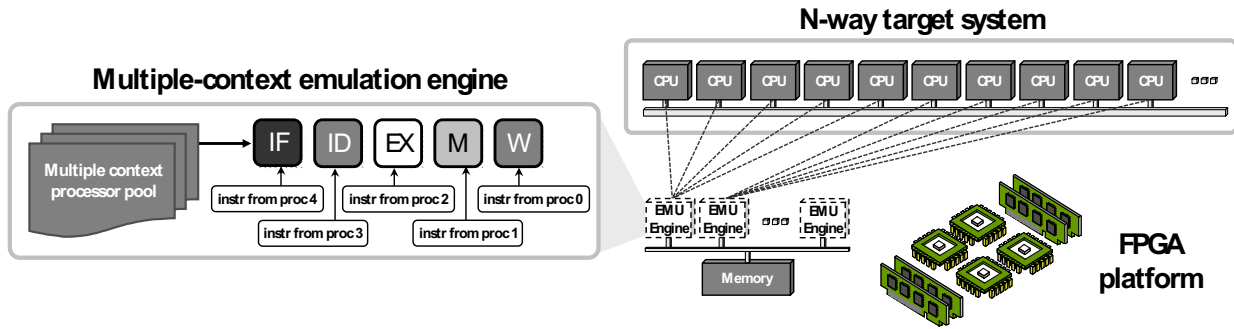 N-way target system
CPU CPU CPU CPU CPU CPU CPU CPU CPU CPU
Multiple-context emulation engine
Multiple context
processor pool
IF ID EX M W
instr from proc 4
instr from proc 2
instr from proc 0
instr from proc 3
instr from proc 1
EMU
Engine
EMU
Engine
EMU
Engine
Memory
FPGA
platform